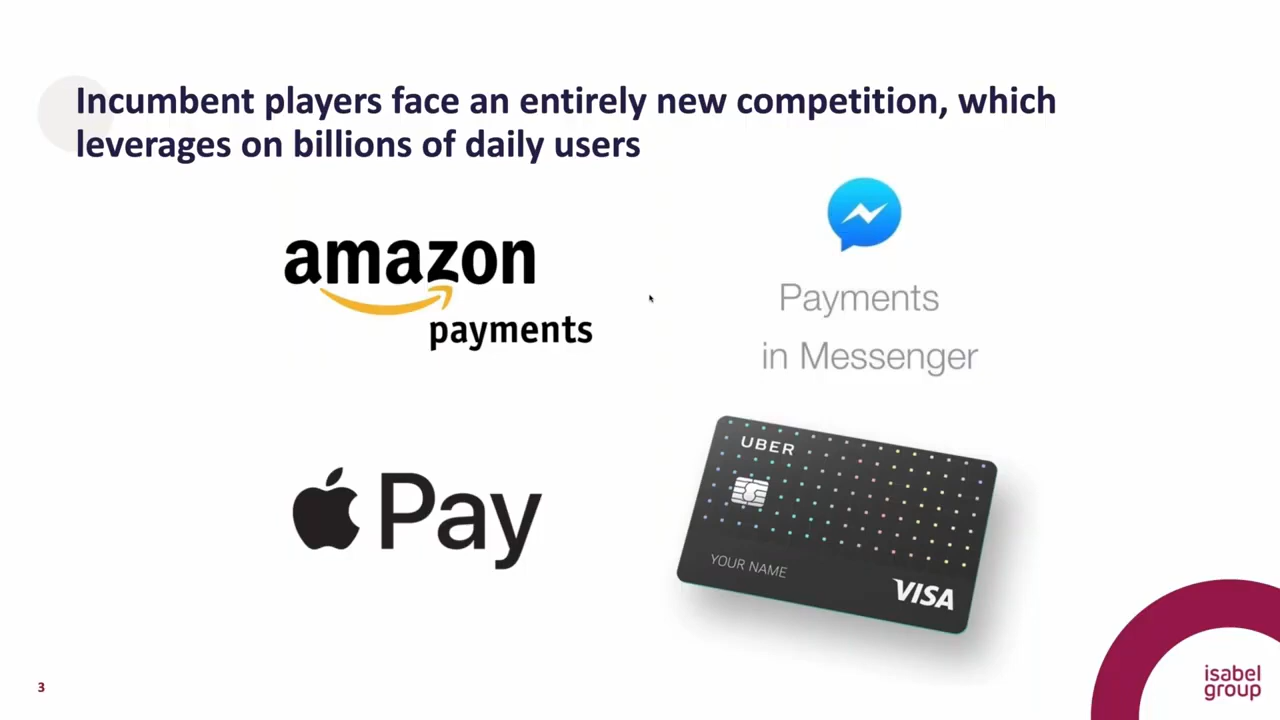 Incumbent players face an entirely new competition, which
leverages on billions of daily users
amazon
payments
Payments
in Messenger
Pay
UBER
YOUR NAME
VISA
3
isabel
group